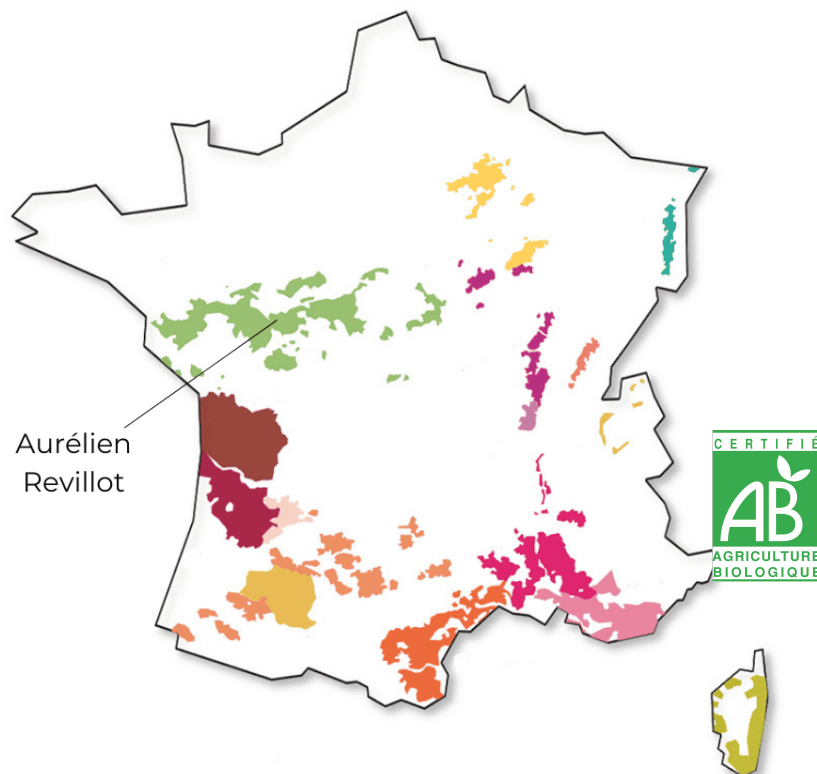 Aurélien
Revillot
CERTIFIÉ
AB
AGRICULTURE
BIOLOGIQUE